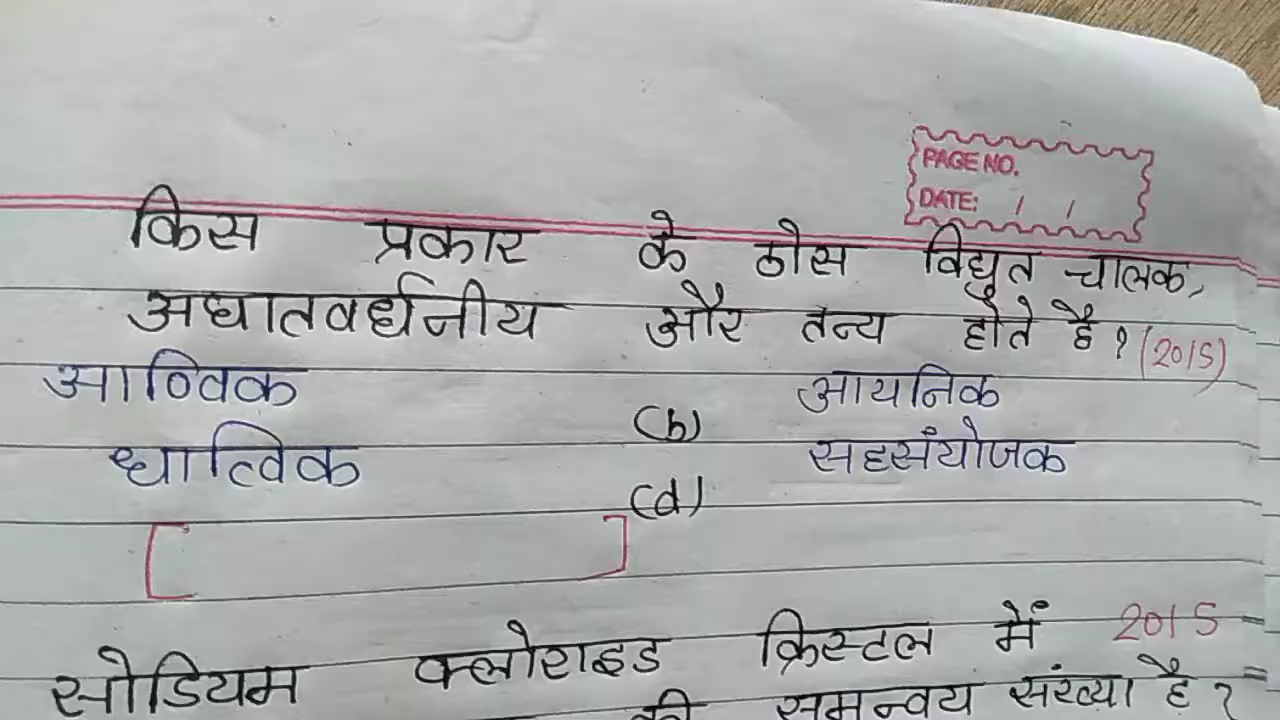 PAGE NO.
DATE: / /
किस प्रकार के ठोस विद्युत चालक,
अघातवर्धनीय और तन्य होते है? (2015)
आण्विक (b) आयनिक
धात्विक (d) सहसंयोजक
[ ]
सोडियम क्लोराइड क्रिस्टल में 2015
की समन्वय संख्या है?